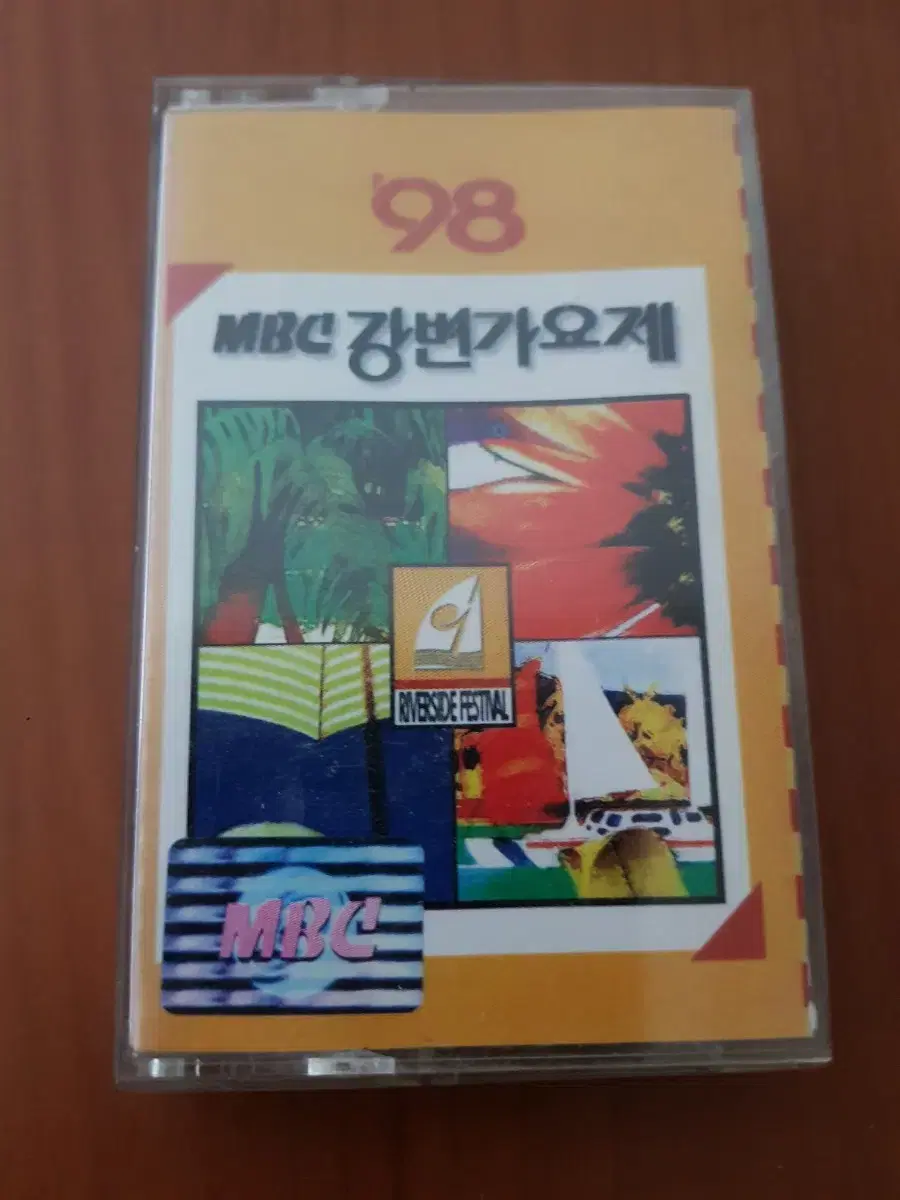 '98
MBC 강변가요제
RIVERSIDE FESTIVAL
MBC